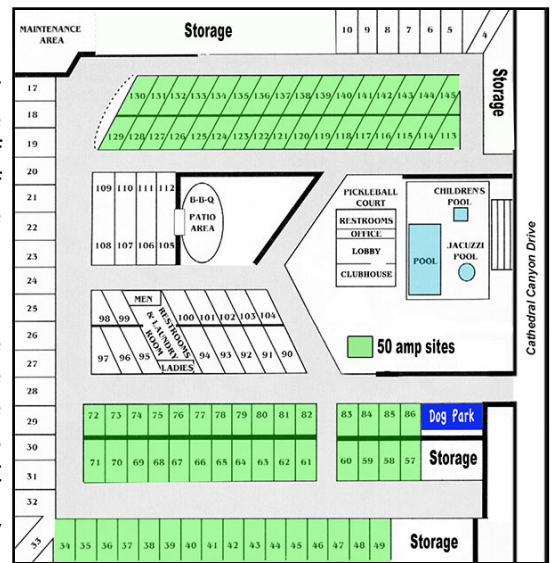 MAINTENANCE
AREA
Storage
10 9 8 7 6 5 4
Storage
17
18
19
20
21
22
23
24
25
26
27
28
29
30
31
32
33
130 131 132 133 134 135 136 137 138 139 140 141 142 143 144 145
129 128 127 126 125 124 123 122 121 120 119 118 117 116 115 114 113
109 110 111 112
108 107 106 105
B-B-Q
PATIO
AREA
PICKLEBALL
COURT
RESTROOMS
OFFICE
LOBBY
CLUBHOUSE
CHILDREN'S
POOL
POOL
JACUZZI
POOL
Cathedral Canyon Drive
98 99
MEN
RESTROOMS
& LAUNDRY
ROOM
LADIES
100 101 102 103 104
97 96 95
94 93 92 91 90
50 amp sites
72 73 74 75 76 77 78 79 80 81 82
71 70 69 68 67 66 65 64 63 62 61
83 84 85 86
Dog Park
60 59 58 57
Storage
34 35 36 37 38 39 40 41 42 43 44 45 46 47 48 49
Storage